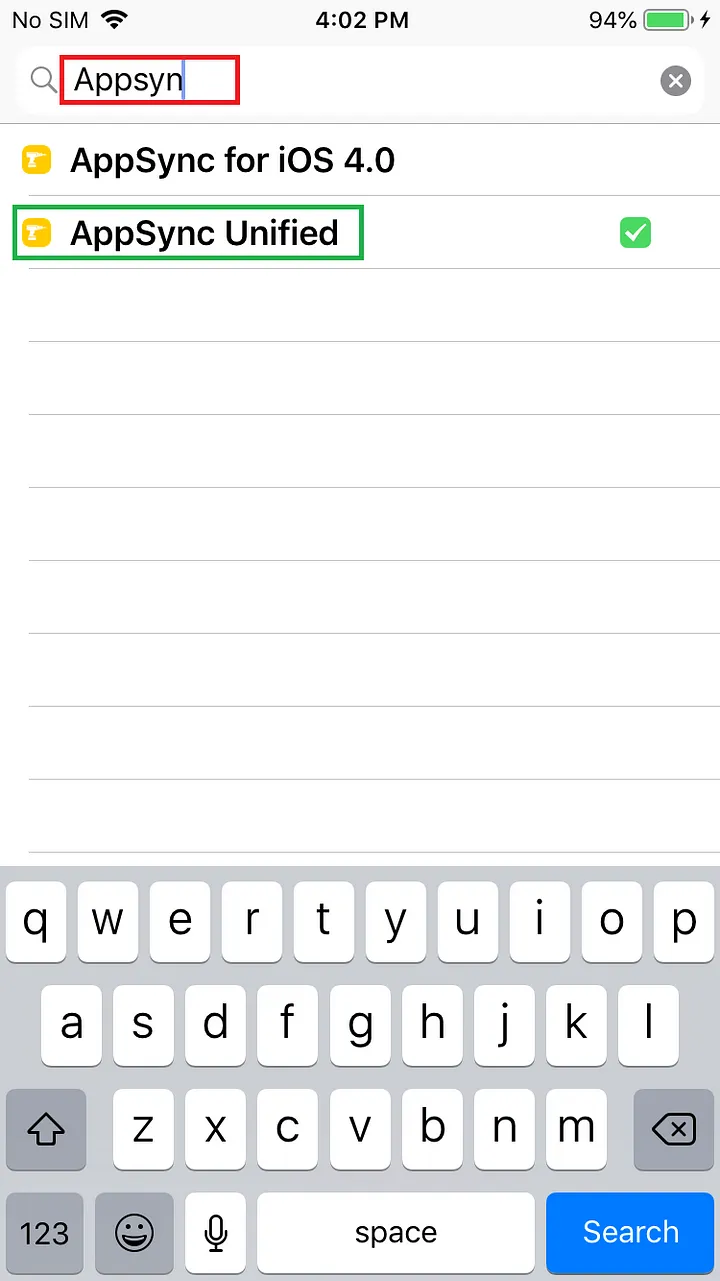 No SIM 4:02 PM 94%
Appsyn
AppSync for iOS 4.0
AppSync Unified
q w e r t y u i o p
a s d f g h j k l
z x c v b n m
123 space Search